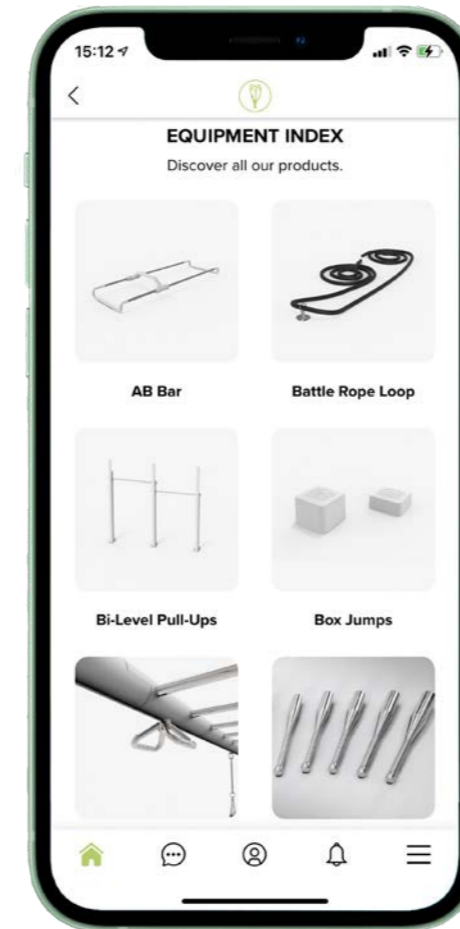 15:12
EQUIPMENT INDEX
Discover all our products.
AB Bar
Battle Rope Loop
Bi-Level Pull-Ups
Box Jumps